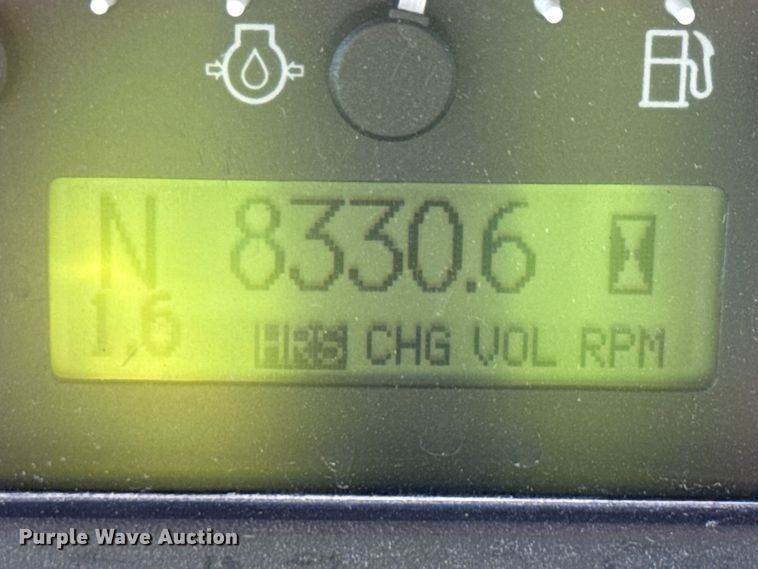 N 8330.6
1,6 HRS CHG VOL RPM
Purple Wave Auction